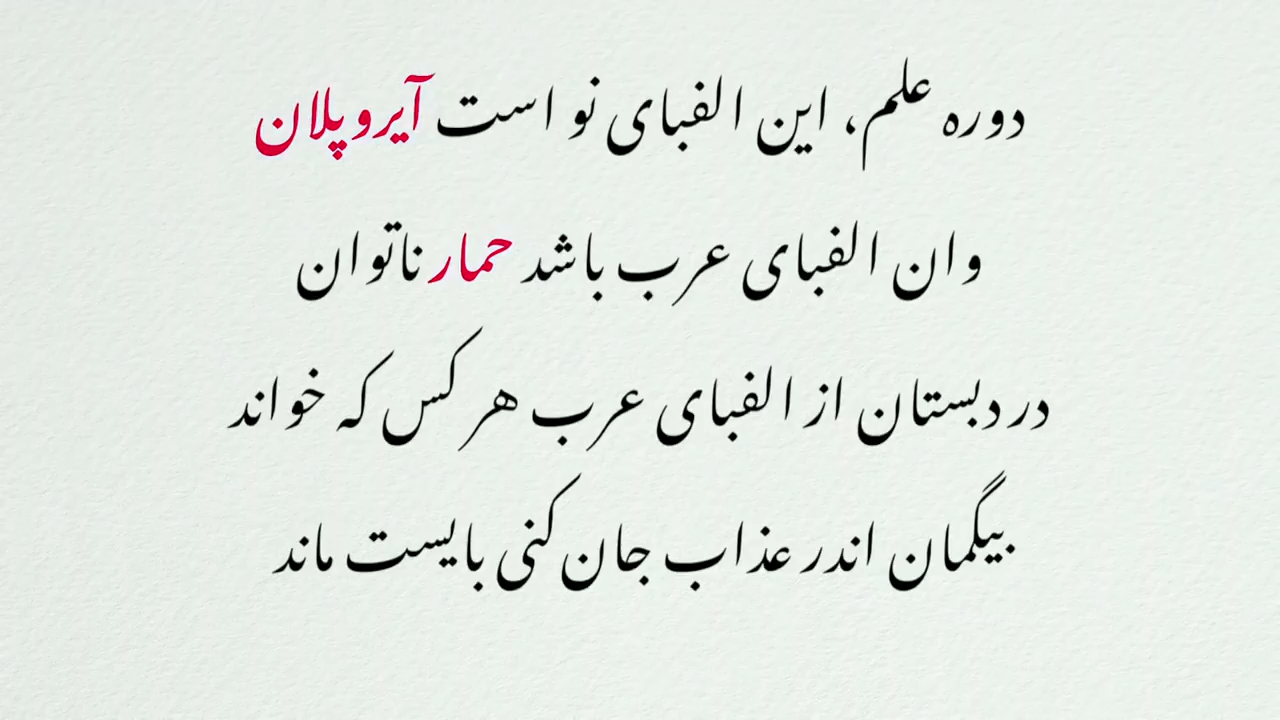 دوره علم، این الفبای نو است آیروپلان
وان الفبای عرب باشد حمار ناتوان
در دبستان از الفبای عرب هر کس که خواند
بیگمان اندر عذاب جان کنی بایست ماند